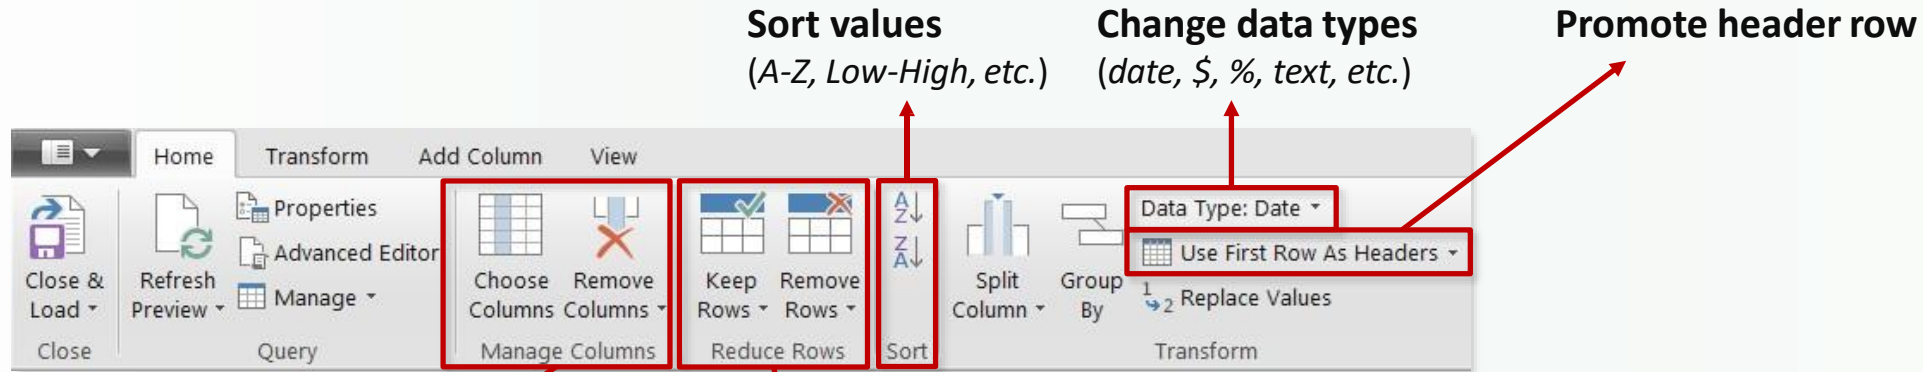 Sort values
(A-Z, Low-High, etc.)
Change data types
(date, $, %, text, etc.)
Promote header row
Home
Transform
Add Column
View
Close &
Load
Close
Refresh
Preview
Properties
Advanced Editor
Manage
Query
Choose
Columns
Remove
Columns
Manage Columns
Keep
Rows
Remove
Rows
Reduce Rows
A
Z
Z
A
Sort
Split
Column
Group
By
Data Type: Date
Use First Row As Headers
1
2 Replace Values
Transform